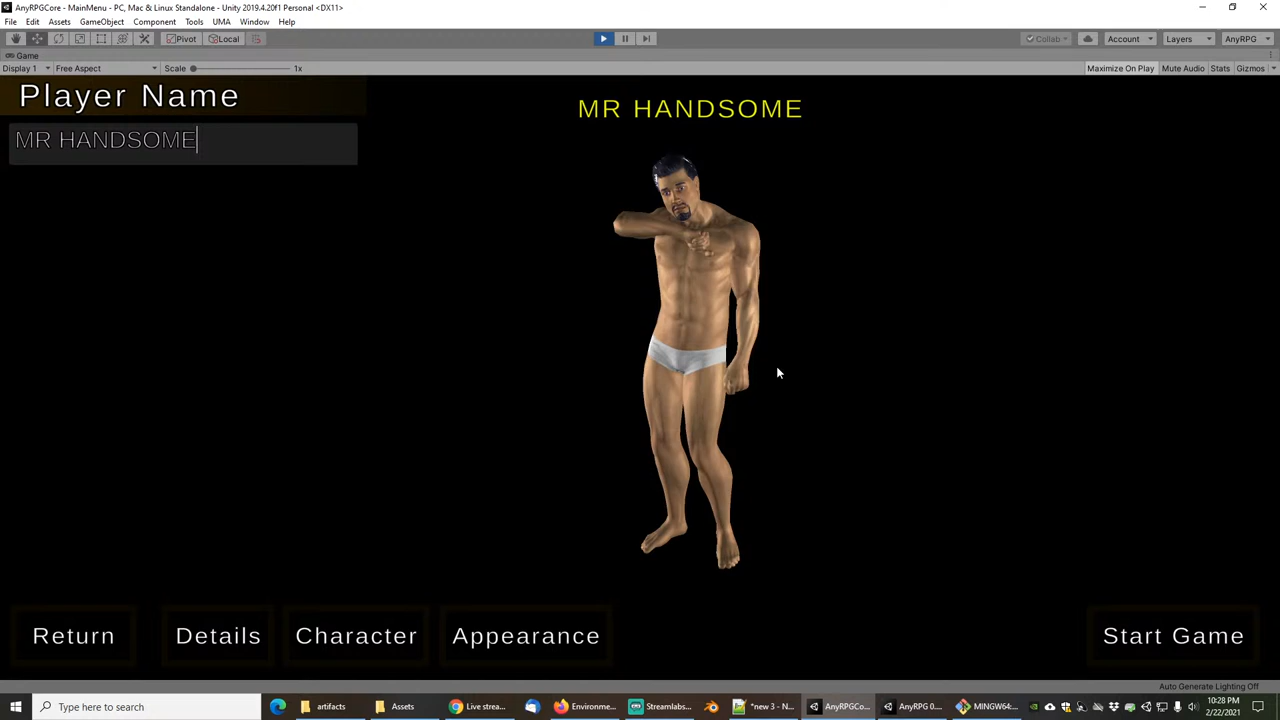 AnyRPGCore - MainMenu - PC, Mac & Linux Standalone - Unity 2019.4.20f1 Personal <DX11>
File Edit Assets GameObject Component Tools UMA Window Help
Pivot Local Collab Account Layers AnyRPG
Game
Display 1 Free Aspect Scale 1x Maximize On Play Mute Audio Stats Gizmos
Player Name
MR HANDSOME
MR HANDSOME
Return Details Character Appearance Start Game
Auto Generate Lighting Off
Type here to search artifacts Assets Live strea... Environme... Streamlabs... *new 3 - N... AnyRPGCo... AnyRPG 0.... MINGW64:... 10:28 PM
2/22/2021